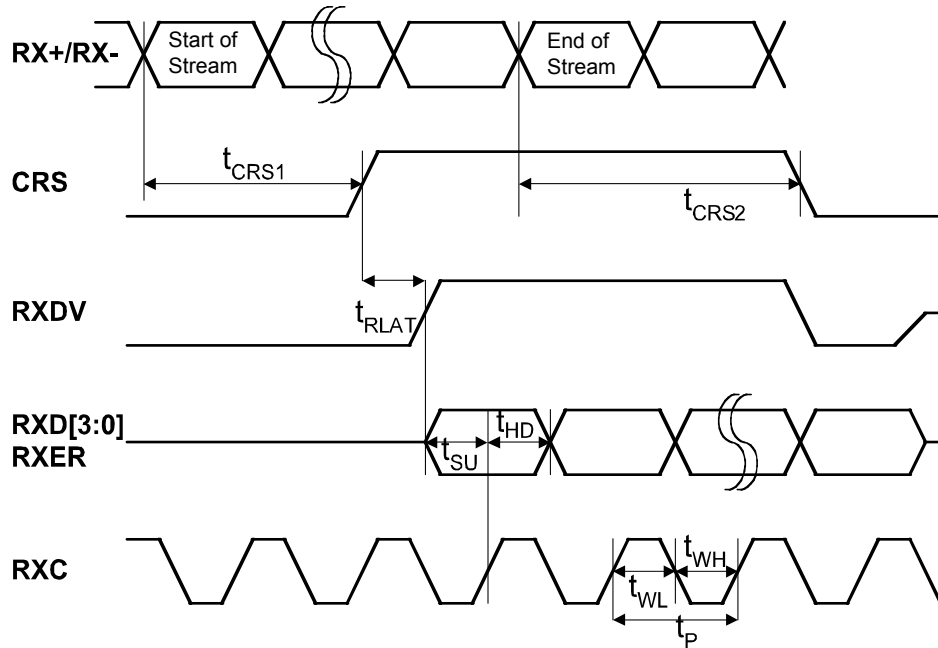 RX+/RX-
Start of
Stream
End of
Stream
CRS
tCRS1
tCRS2
RXDV
tRLAT
RXD[3:0]
RXER
tSU
tHD
RXC
tWL
tWH
tP